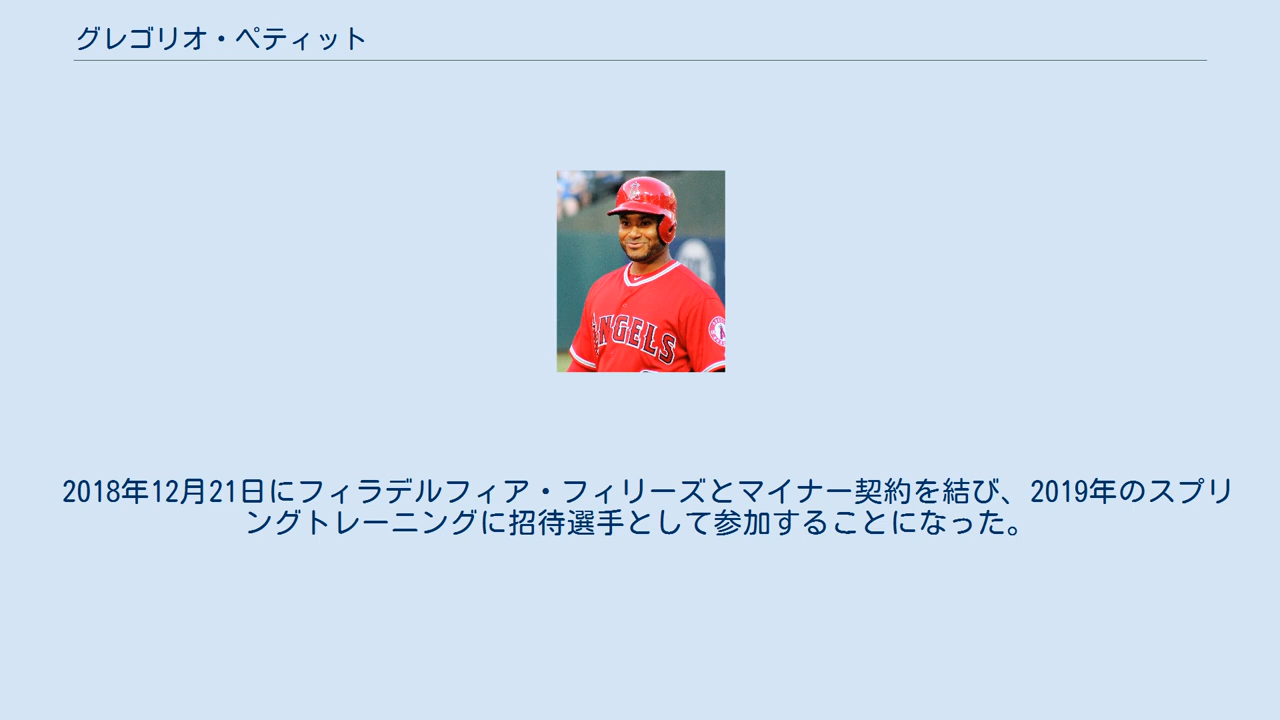 グレゴリオ・ペティット
ANGELS
2018年12月21日にフィラデルフィア・フィリーズとマイナー契約を結び、2019年のスプリ
ングトレーニングに招待選手として参加することになった。